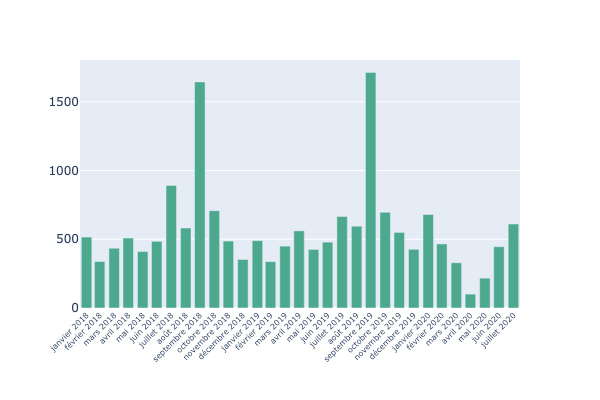 1500
1000
500
0
janvier 2018
février 2018
mars 2018
avril 2018
mai 2018
juin 2018
juillet 2018
août 2018
septembre 2018
octobre 2018
novembre 2018
décembre 2018
janvier 2019
février 2019
mars 2019
avril 2019
mai 2019
juin 2019
juillet 2019
août 2019
septembre 2019
octobre 2019
novembre 2019
décembre 2019
janvier 2020
février 2020
mars 2020
avril 2020
mai 2020
juin 2020
juillet 2020